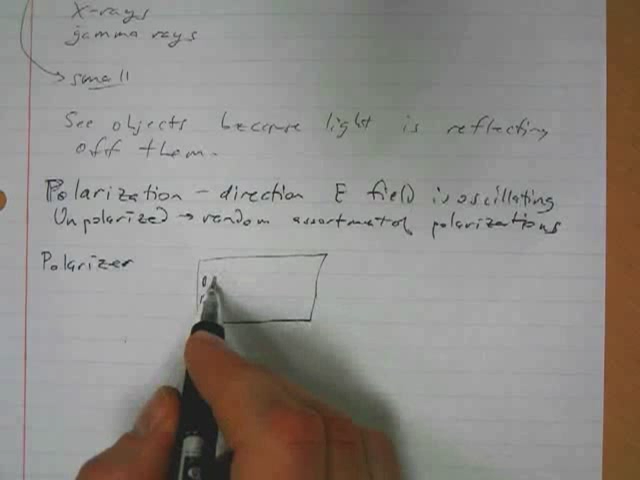 X-rays
gamma rays
small
See objects because light is reflecting
off them.
Polarization - direction E field is oscillating
Unpolarized → random assortment of polarizations
Polarizer